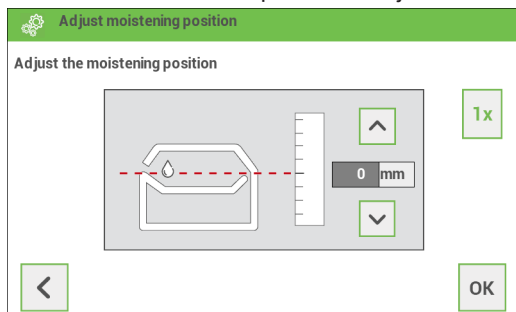 Adjust moistening position
Adjust the moistening position
1x
0 mm
OK